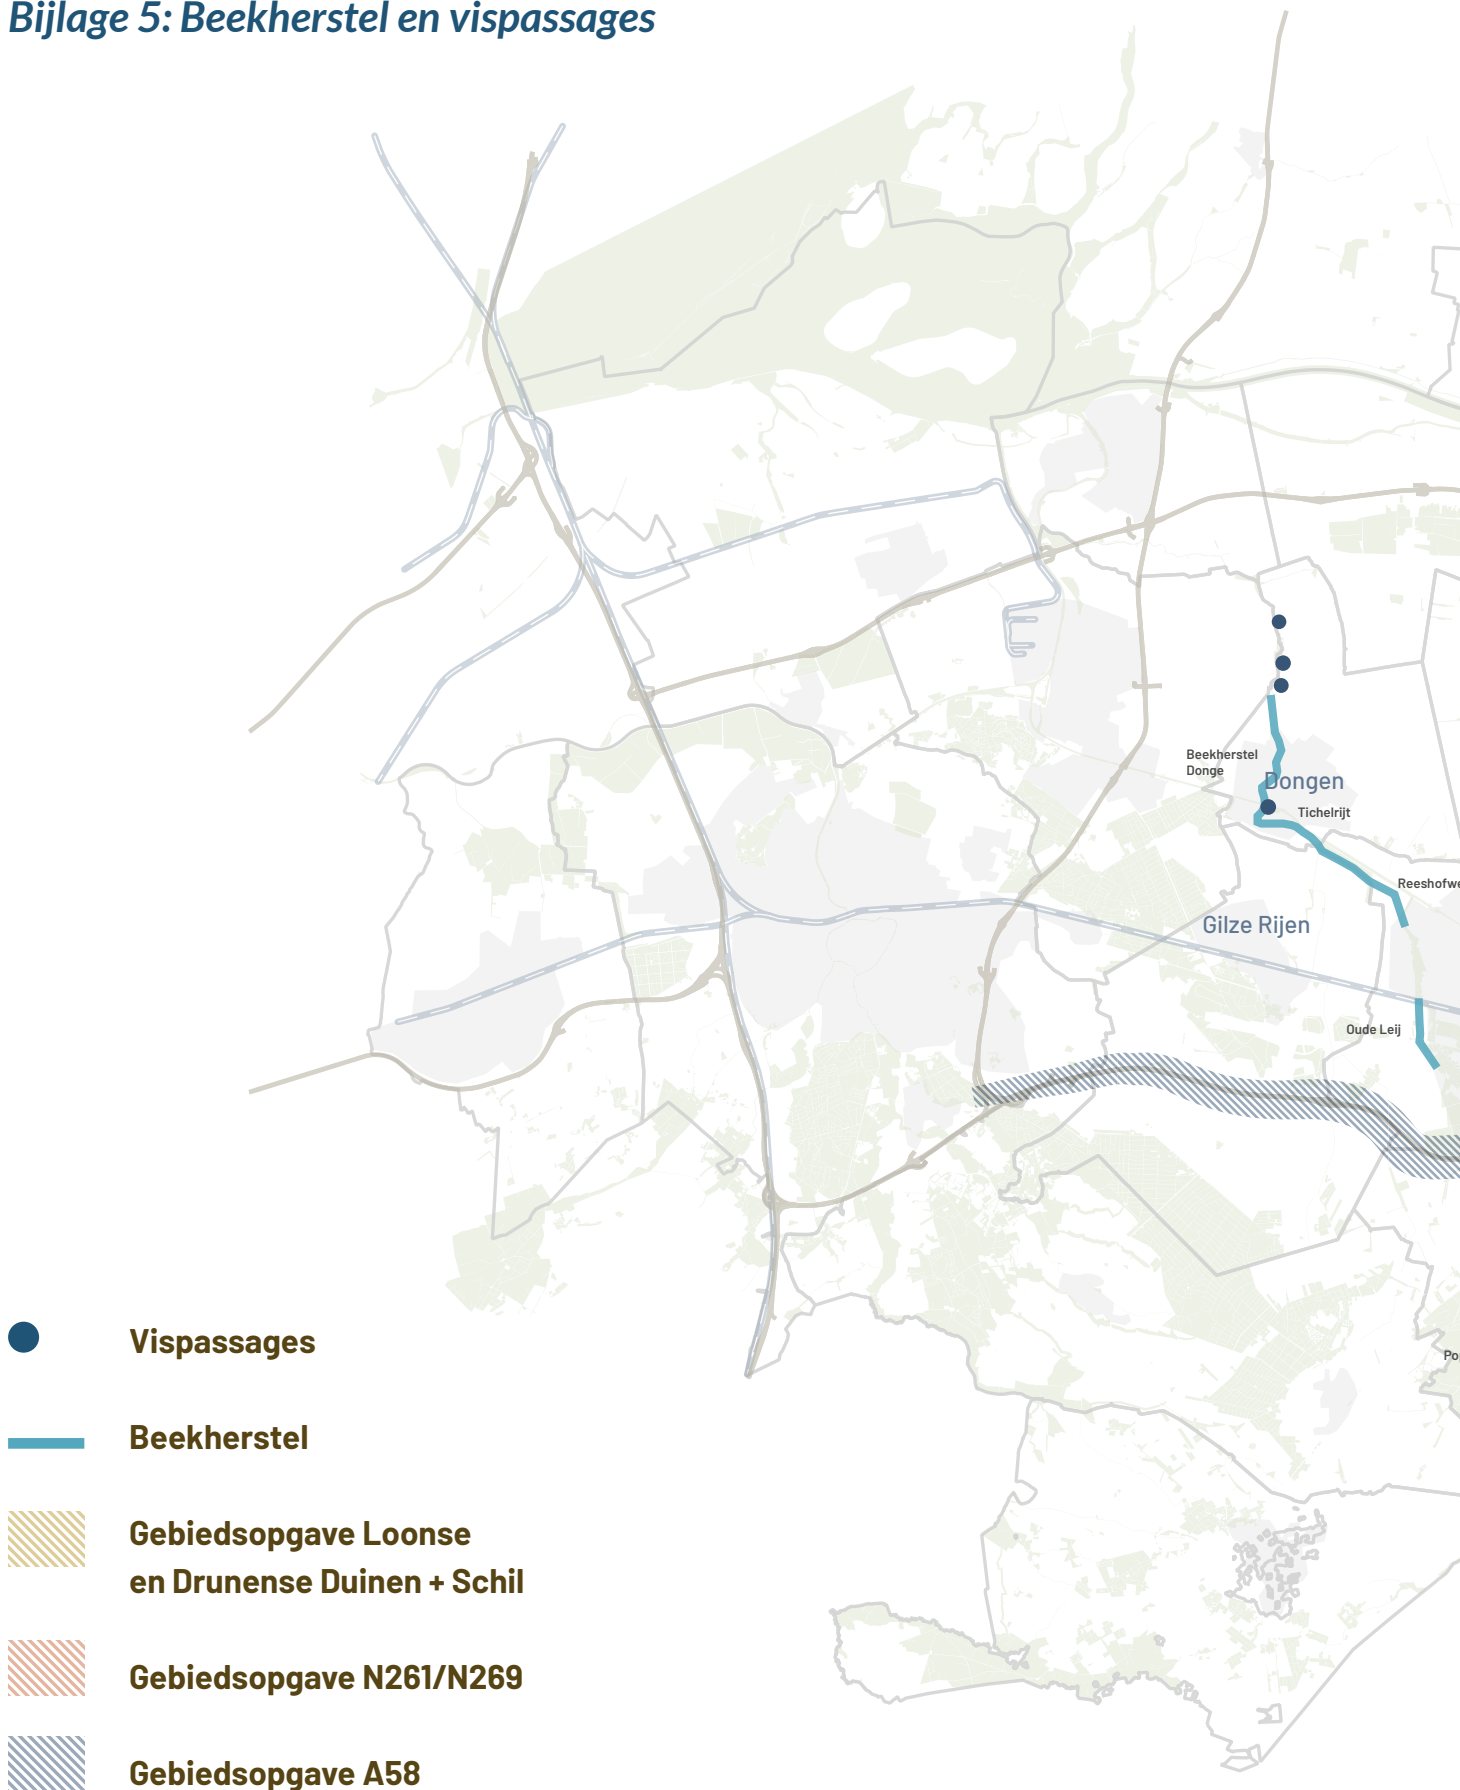 Bijlage 5: Beekherstel en vispassages
Beekherstel
Donge
Dongen
Tichelrijt
Gilze Rijen
Oude Leij
Vispassages
Beekherstel
Gebiedsopgave Loonse
en Drunense Duinen + Schil
Gebiedsopgave N261/N269
Gebiedsopgave A58